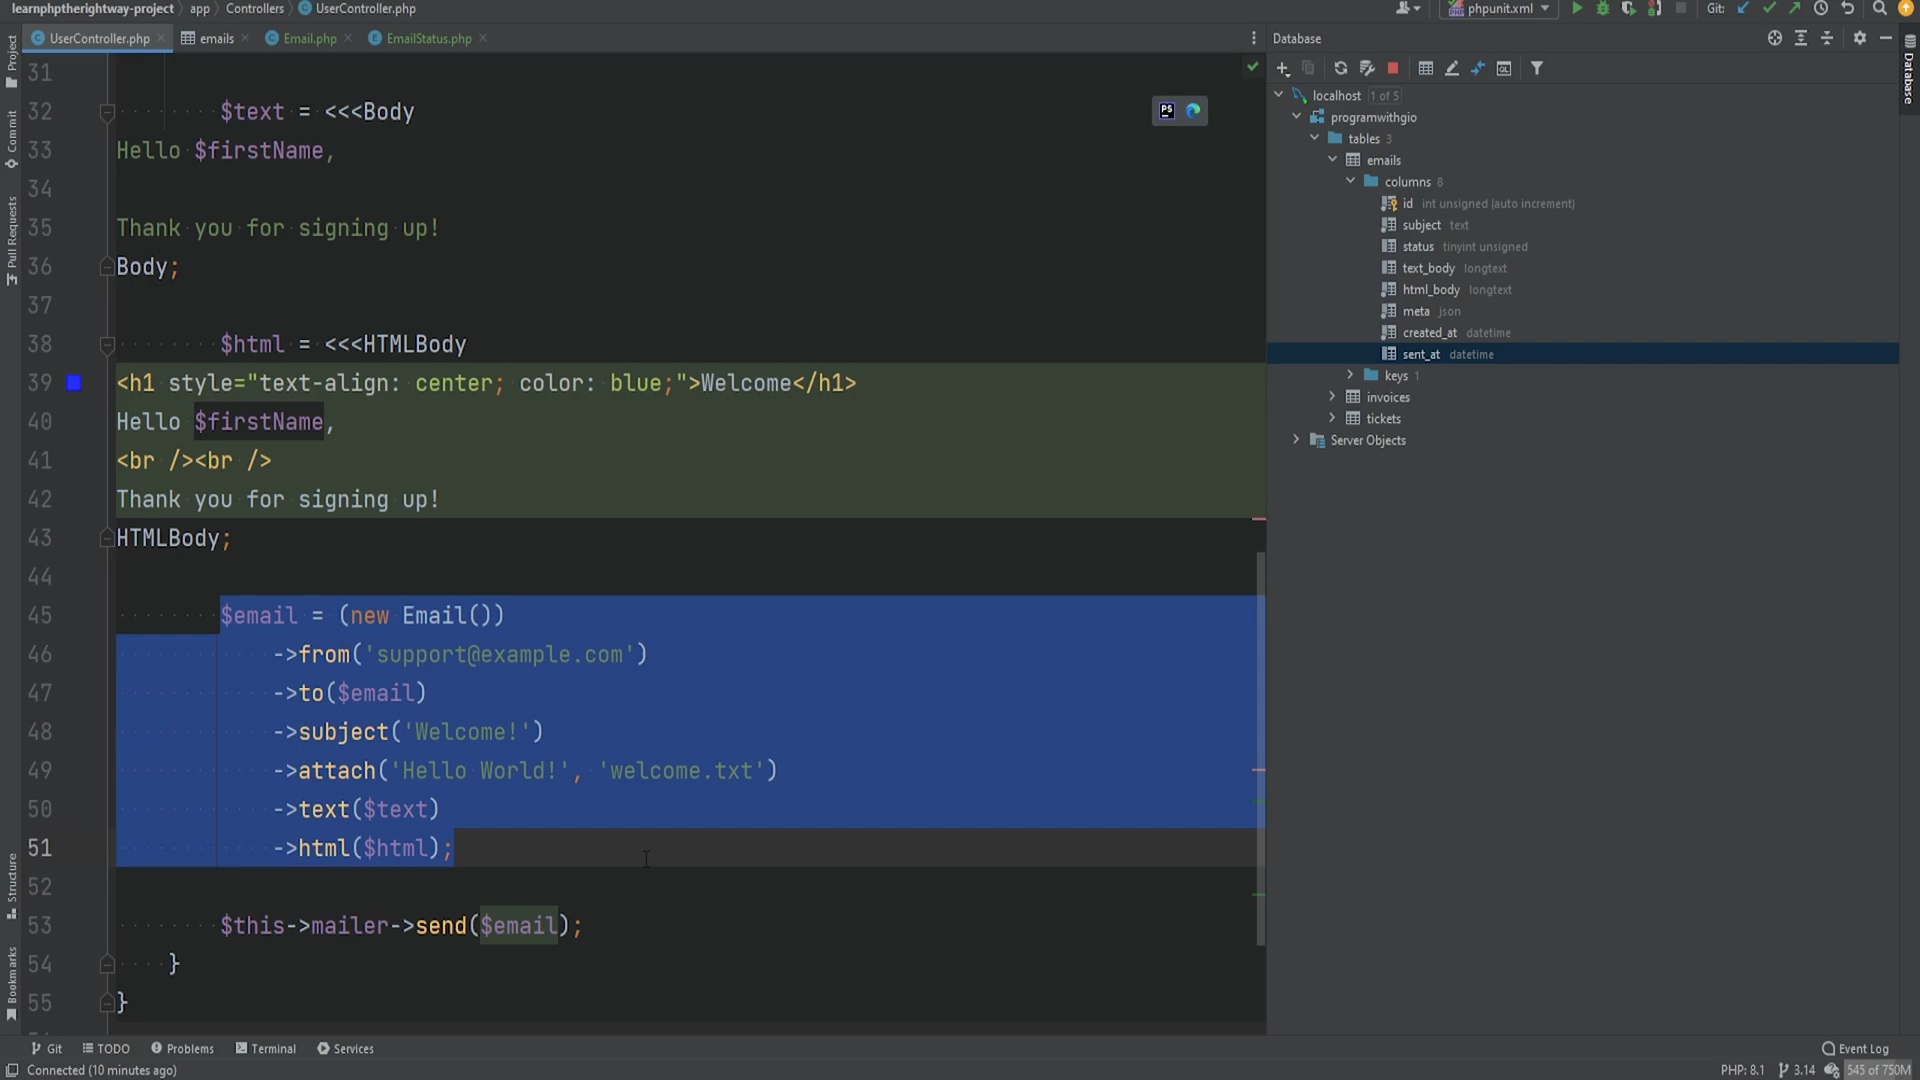 learnphptherightway-project › app › Controllers › UserController.php
phpunit.xml
Git:
UserController.php
emails
Email.php
EmailStatus.php
Database
Project
Commit
Pull Requests
Structure
Bookmarks
Database
31
32 $text = <<<Body
33 Hello $firstName,
34
35 Thank you for signing up!
36 Body;
37
38 $html = <<<HTMLBody
39 <h1 style="text-align: center; color: blue;">Welcome</h1>
40 Hello $firstName,
41 <br /><br />
42 Thank you for signing up!
43 HTMLBody;
44
45 $email = (new Email())
46 ->from('support@example.com')
47 ->to($email)
48 ->subject('Welcome!')
49 ->attach('Hello World!', 'welcome.txt')
50 ->text($text)
51 ->html($html);
52
53 $this->mailer->send($email);
54 }
55 }
PS
localhost 1 of 5
programwithgio
tables 3
emails
columns 8
id int unsigned (auto increment)
subject text
status tinyint unsigned
text_body longtext
html_body longtext
meta json
created_at datetime
sent_at datetime
keys 1
invoices
tickets
Server Objects
Git
TODO
Problems
Terminal
Services
Event Log
Connected (10 minutes ago)
PHP: 8.1
3.14
545 of 750M